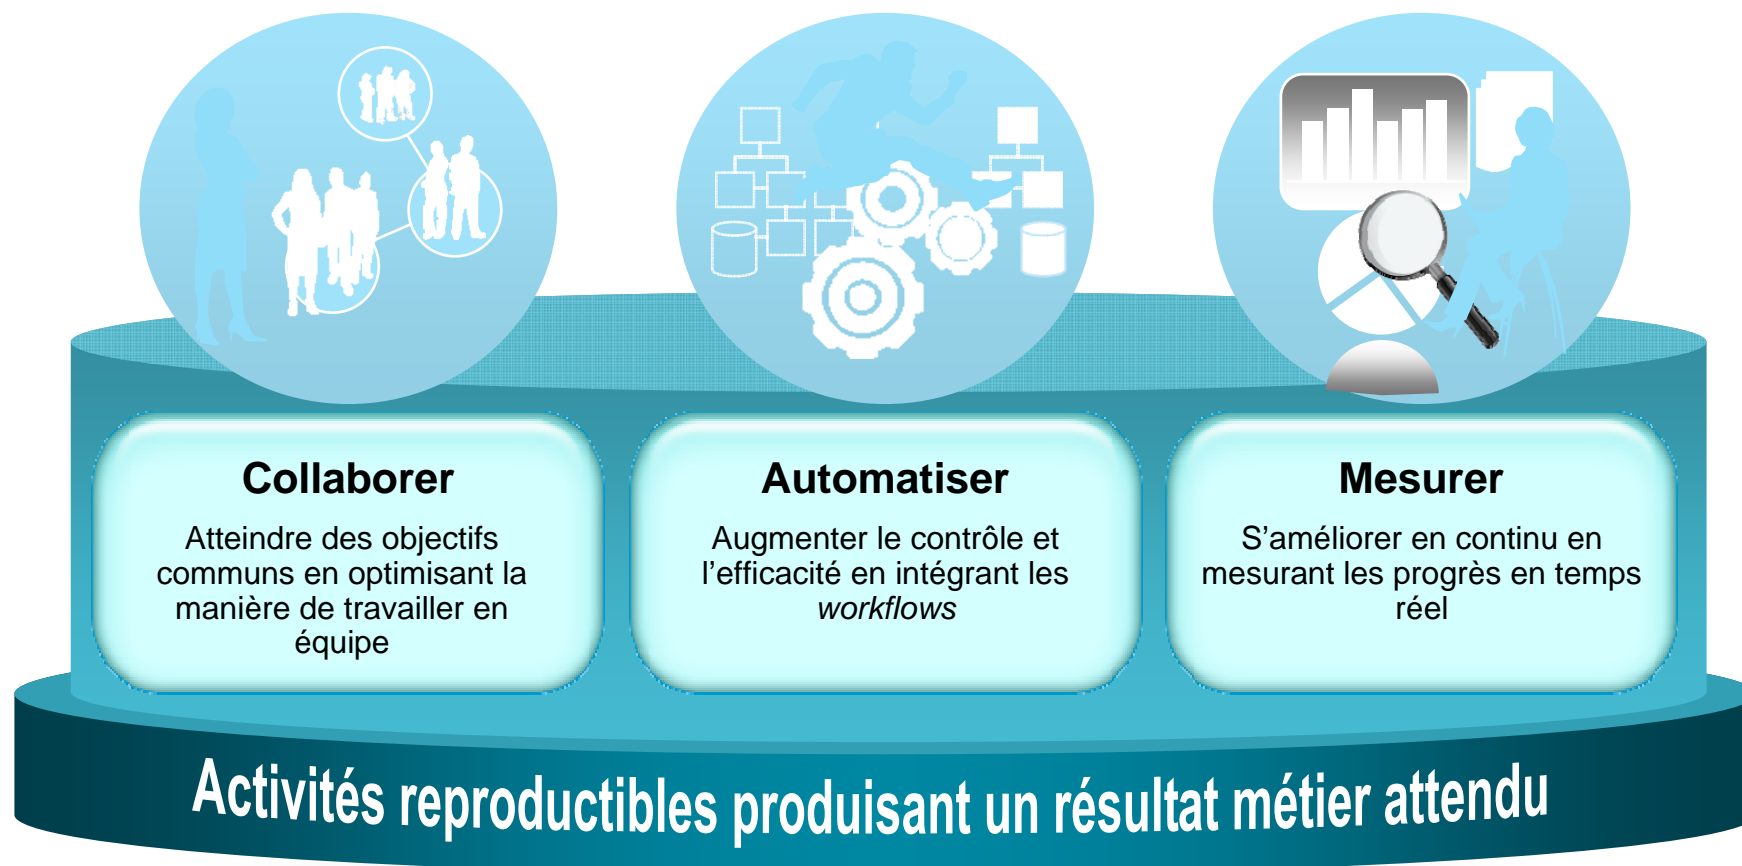 Collaborer
Atteindre des objectifs
communs en optimisant la
manière de travailler en
équipe
Automatiser
Augmenter le contrôle et
l’efficacité en intégrant les
workflows
Mesurer
S’améliorer en continu en
mesurant les progrès en temps
réel
Activités reproductibles produisant un résultat métier attendu